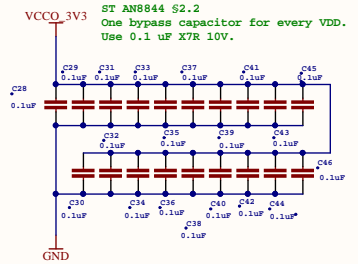 ST AN8844 §2.2
One bypass capacitor for every VDD.
Use 0.1 uF X7R 10V.
VCCO_3V3
C28
0.1uF
C29
0.1uF
C31
0.1uF
C33
0.1uF
C37
0.1uF
C41
0.1uF
C45
0.1uF
C32
0.1uF
C35
0.1uF
C39
0.1uF
C43
0.1uF
C46
0.1uF
C30
0.1uF
C34
0.1uF
C36
0.1uF
C38
0.1uF
C40
0.1uF
C42
0.1uF
C44
0.1uF
GND